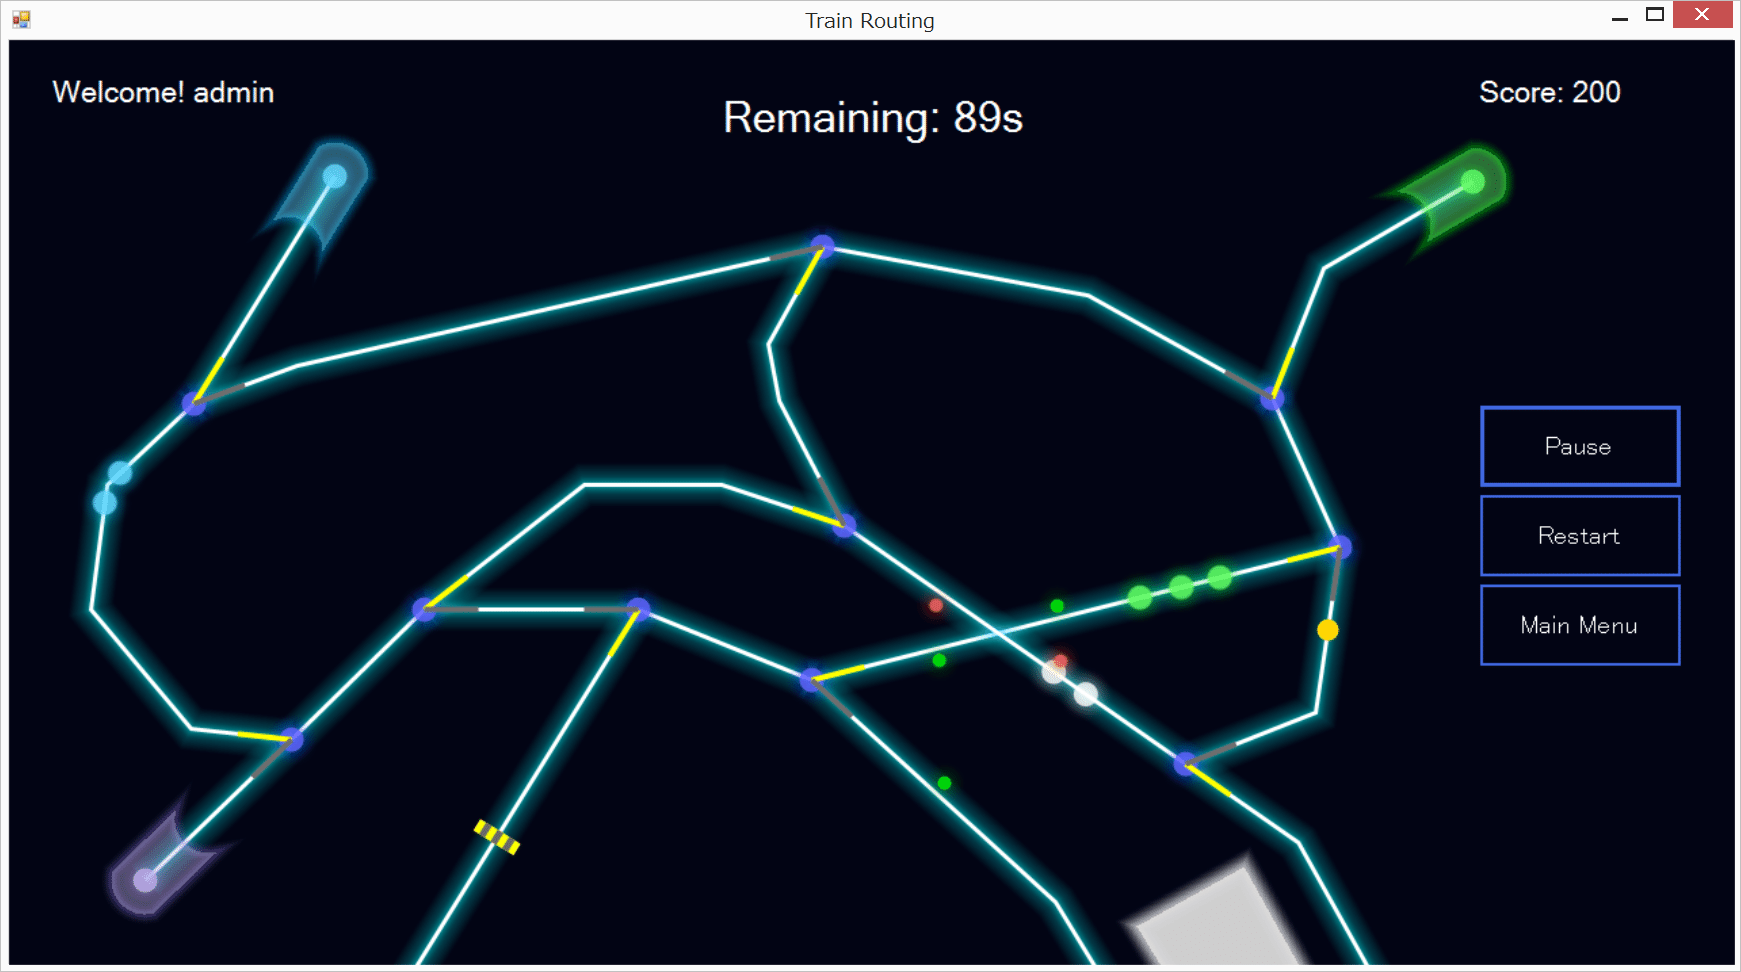 Train Routing
Welcome! admin
Remaining: 89s
Score: 200
Pause
Restart
Main Menu